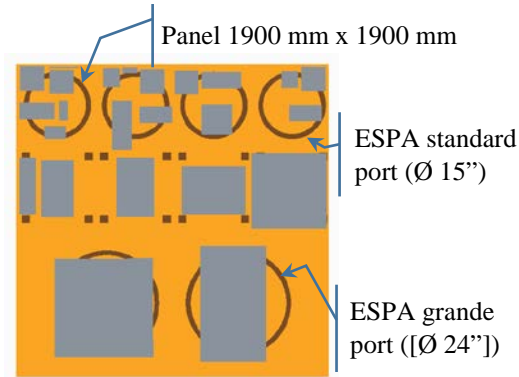 Panel 1900 mm x 1900 mm
ESPA standard
port (Ø 15”)
ESPA grande
port ([Ø 24”])